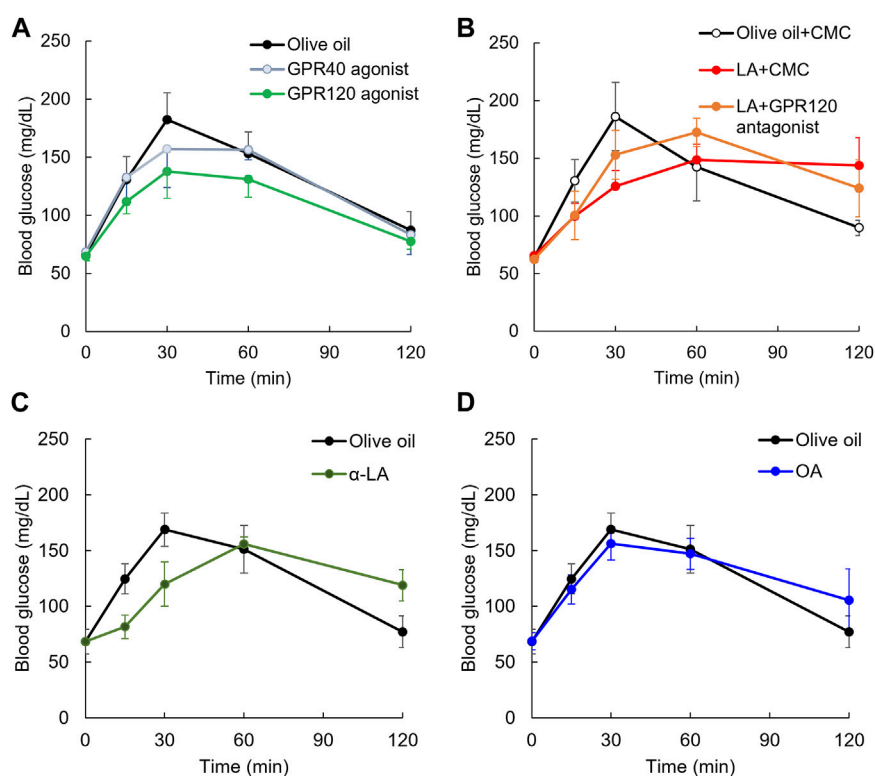 A
Olive oil
GPR40 agonist
GPR120 agonist
Blood glucose (mg/dL)
250
200
150
100
50
0
0 30 60 90 120
Time (min)
B
Olive oil+CMC
LA+CMC
LA+GPR120
antagonist
Blood glucose (mg/dL)
250
200
150
100
50
0
0 30 60 90 120
Time (min)
C
Olive oil
α-LA
Blood glucose (mg/dL)
250
200
150
100
50
0
0 30 60 90 120
Time (min)
D
Olive oil
OA
Blood glucose (mg/dL)
250
200
150
100
50
0
0 30 60 90 120
Time (min)